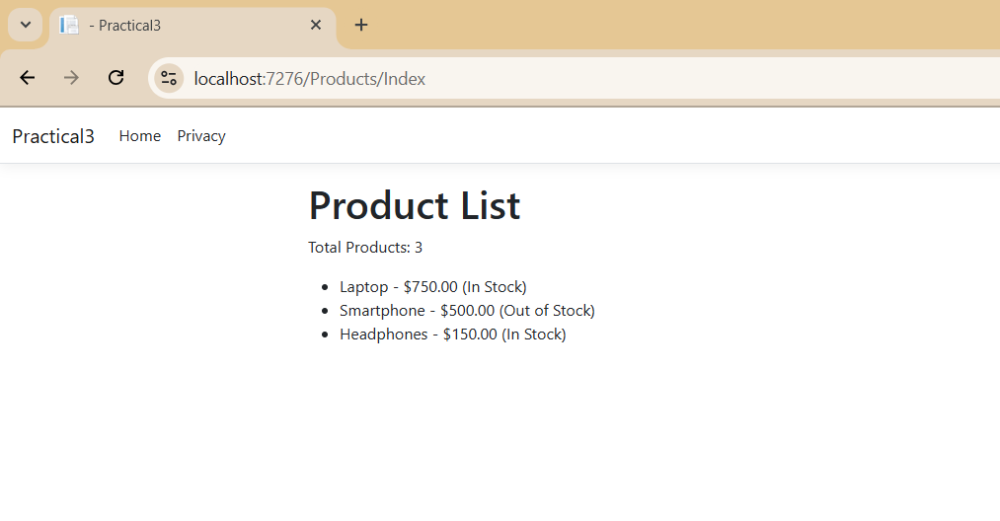 - Practical3
localhost:7276/Products/Index
Practical3 Home Privacy
Product List
Total Products: 3
• Laptop - $750.00 (In Stock)
• Smartphone - $500.00 (Out of Stock)
• Headphones - $150.00 (In Stock)